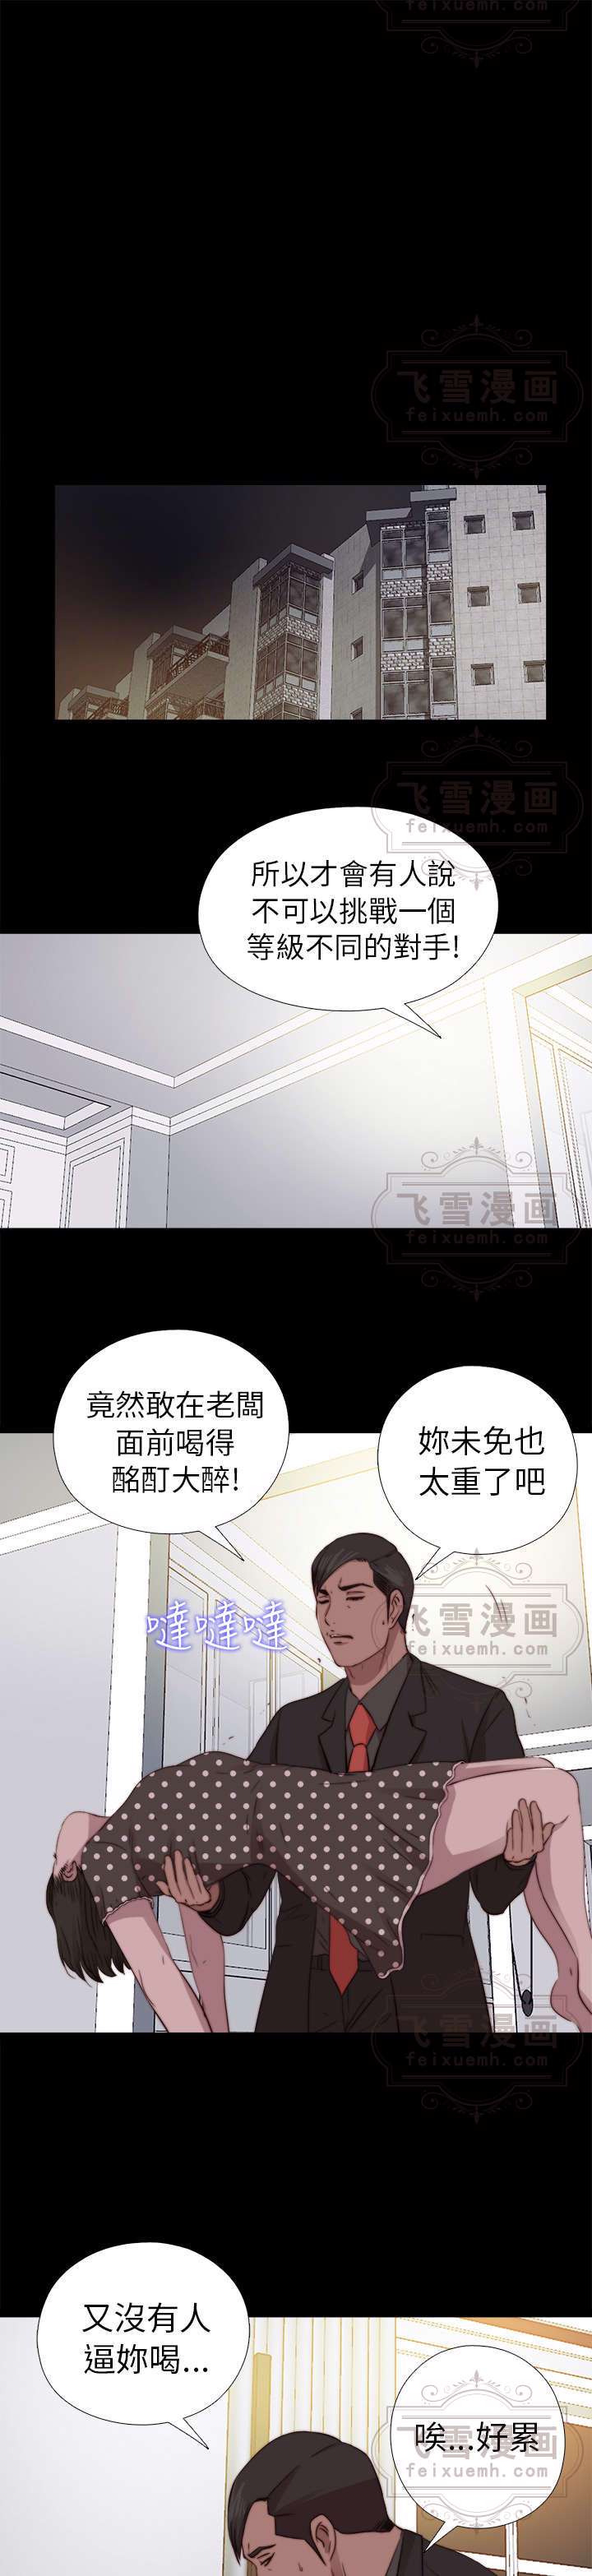 feixuemh.com
飞雪漫画
feixuemh.com
飞雪漫画
feixuemh.com
所以才會有人說
不可以挑戰一個
等級不同的對手!
飞雪漫画
feixuemh.com
竟然敢在老闆
面前喝得
酩酊大醉!
妳未免也
太重了吧
噠噠噠
飞雪漫画
feixuemh.com
飞雪漫画
feixuemh.com
又沒有人
逼妳喝...
唉...好累
飞雪漫画
feixuemh.com